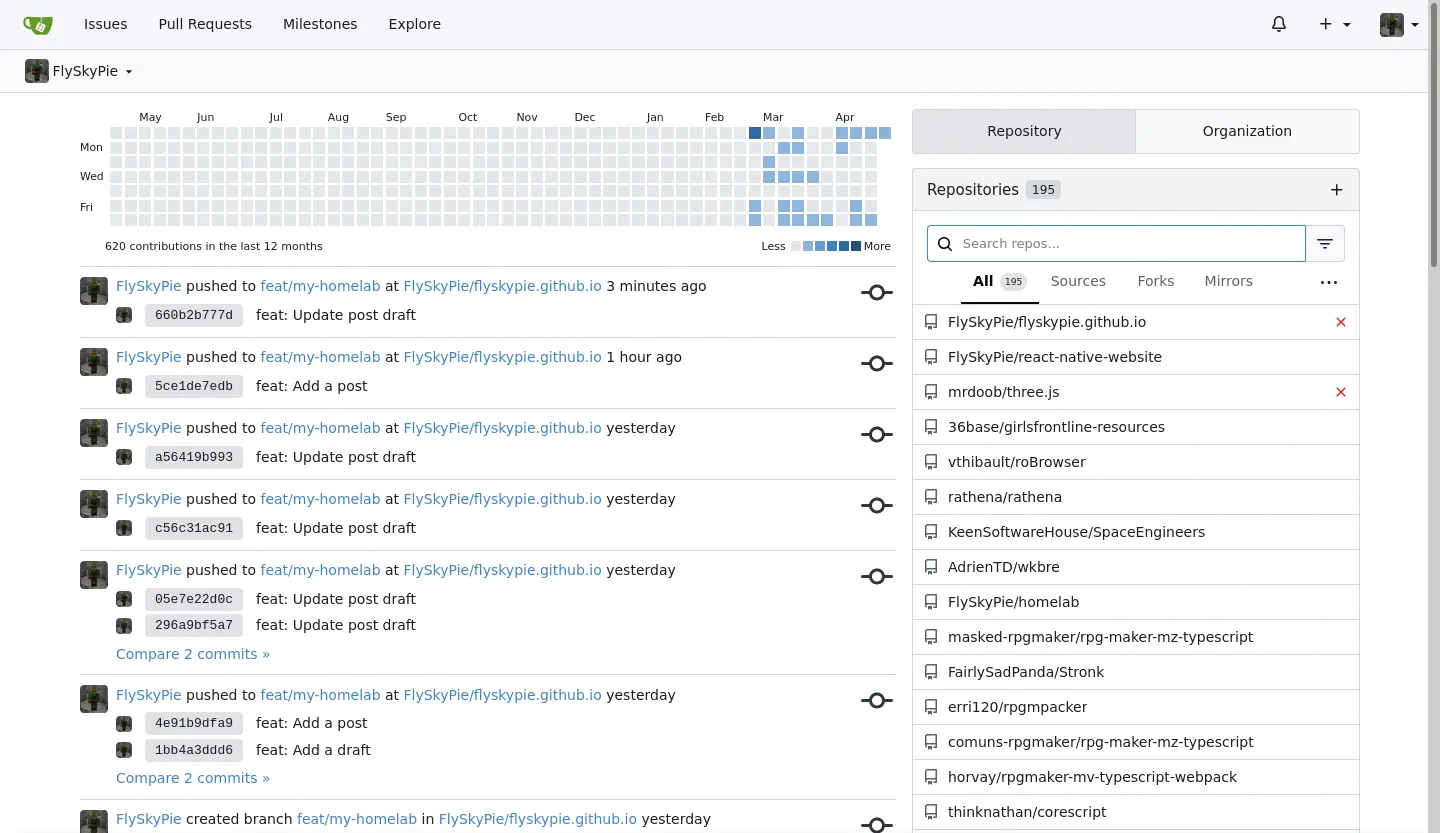 Issues
Pull Requests
Milestones
Explore
FlySkyPie
May Jun Jul Aug Sep Oct Nov Dec Jan Feb Mar Apr
Mon
Wed
Fri
620 contributions in the last 12 months
Less More
FlySkyPie pushed to feat/my-homelab at FlySkyPie/flyskypie.github.io 3 minutes ago
660b2b777d feat: Update post draft
FlySkyPie pushed to feat/my-homelab at FlySkyPie/flyskypie.github.io 1 hour ago
5ce1de7edb feat: Add a post
FlySkyPie pushed to feat/my-homelab at FlySkyPie/flyskypie.github.io yesterday
a56419b993 feat: Update post draft
FlySkyPie pushed to feat/my-homelab at FlySkyPie/flyskypie.github.io yesterday
c56c31ac91 feat: Update post draft
FlySkyPie pushed to feat/my-homelab at FlySkyPie/flyskypie.github.io yesterday
05e7e22d0c feat: Update post draft
296a9bf5a7 feat: Update post draft
Compare 2 commits »
FlySkyPie pushed to feat/my-homelab at FlySkyPie/flyskypie.github.io yesterday
4e91b9dfa9 feat: Add a post
1bb4a3ddd6 feat: Add a draft
Compare 2 commits »
FlySkyPie created branch feat/my-homelab in FlySkyPie/flyskypie.github.io yesterday
Repository
Organization
Repositories 195
Search repos...
All 195 Sources Forks Mirrors
FlySkyPie/flyskypie.github.io
FlySkyPie/react-native-website
mrdoob/three.js
36base/girlsfrontline-resources
vthibault/roBrowser
rathena/rathena
KeenSoftwareHouse/SpaceEngineers
AdrienTD/wkbre
FlySkyPie/homelab
masked-rpgmaker/rpg-maker-mz-typescript
FairlySadPanda/Stronk
erri120/rpgmpacker
comuns-rpgmaker/rpg-maker-mz-typescript
horvay/rpgmaker-mv-typescript-webpack
thinknathan/corescript